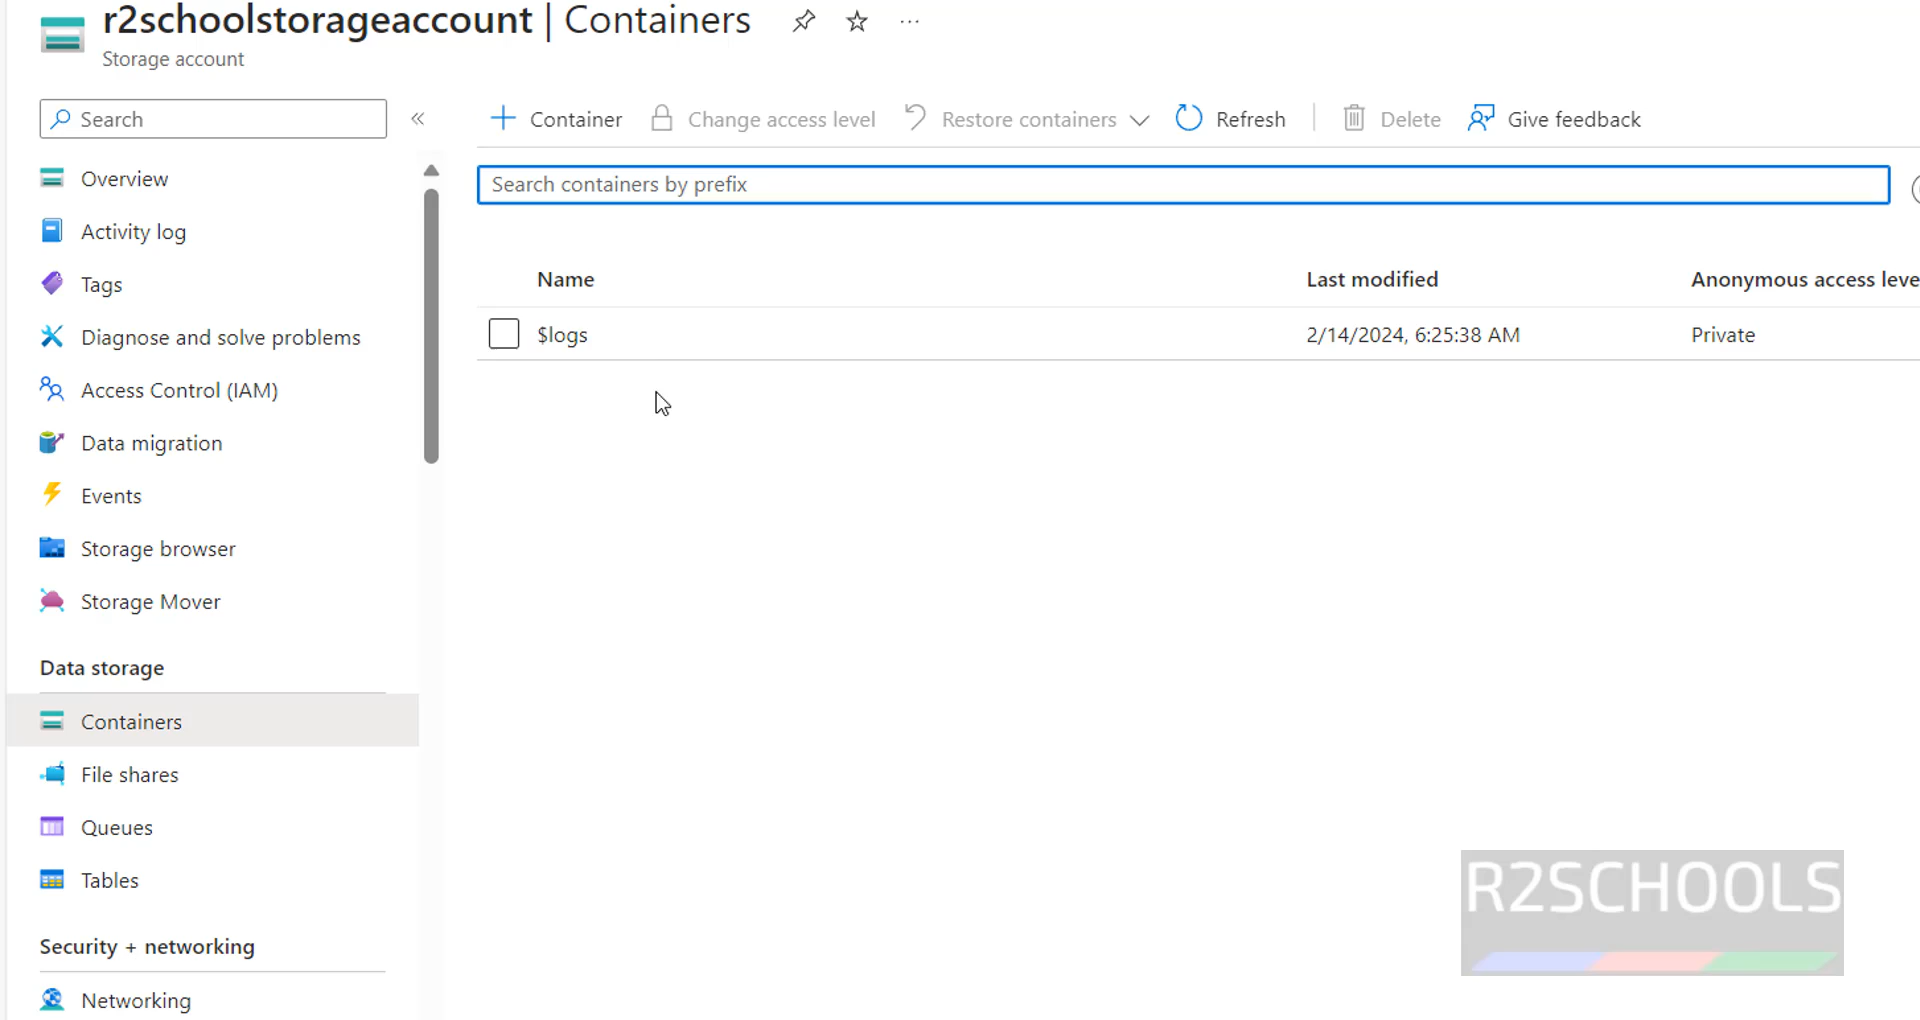 r2schoolstorageaccount | Containers
Storage account
Search
Container
Change access level
Restore containers
Refresh
Delete
Give feedback
Search containers by prefix
Overview
Activity log
Tags
Diagnose and solve problems
Access Control (IAM)
Data migration
Events
Storage browser
Storage Mover
Data storage
Containers
File shares
Queues
Tables
Security + networking
Networking
Name Last modified Anonymous access leve
$logs 2/14/2024, 6:25:38 AM Private
R2SCHOOLS